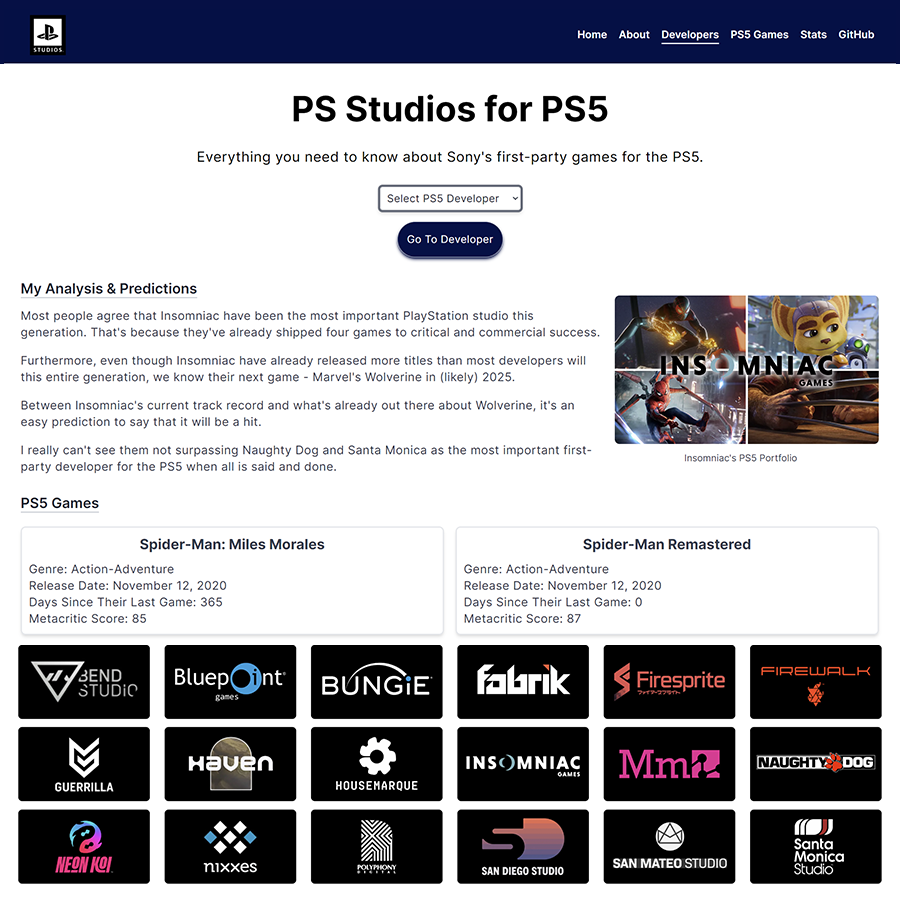 STUDIOS
Home About Developers PS5 Games Stats GitHub
PS Studios for PS5
Everything you need to know about Sony's first-party games for the PS5.
Select PS5 Developer
Go To Developer
My Analysis & Predictions
Most people agree that Insomniac have been the most important PlayStation studio this
generation. That's because they've already shipped four games to critical and commercial success.
Furthermore, even though Insomniac have already released more titles than most developers will
this entire generation, we know their next game - Marvel's Wolverine in (likely) 2025.
Between Insomniac's current track record and what's already out there about Wolverine, it's an
easy prediction to say that it will be a hit.
I really can't see them not surpassing Naughty Dog and Santa Monica as the most important first-
party developer for the PS5 when all is said and done.
INSOMNIAC
GAMES
Insomniac's PS5 Portfolio
PS5 Games
Spider-Man: Miles Morales
Genre: Action-Adventure
Release Date: November 12, 2020
Days Since Their Last Game: 365
Metacritic Score: 85
Spider-Man Remastered
Genre: Action-Adventure
Release Date: November 12, 2020
Days Since Their Last Game: 0
Metacritic Score: 87
BEND
STUDIO
Bluepoint
games
BUNGiE
fabrik
Firesprite
ファイアースプライト
FIREWALK
GUERRILLA
HAVEN
HOUSEMARQUE
INSOMNIAC
GAMES
Mm
NAUGHTY DOG
NEON KOI
nixxes
POLYPHONY
DIGITAL
SAN DIEGO STUDIO
SAN MATEO STUDIO
Santa
Monica
Studio